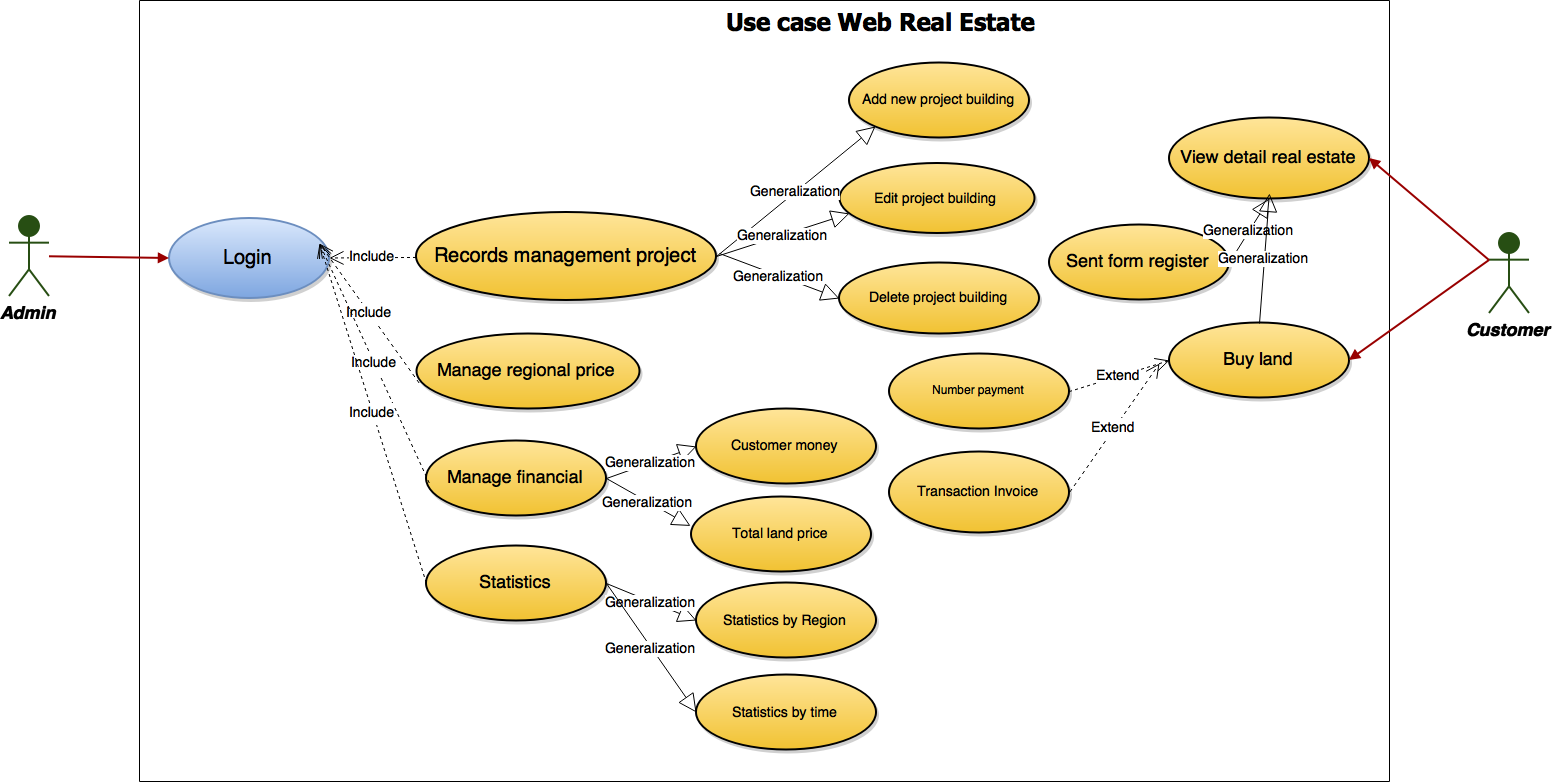 Use case Web Real Estate
Add new project building
View detail real estate
Generalization
Edit project building
Generalization
Generalization
Login
Include
Records management project
Sent form register
Generalization
Admin
Generalization
Delete project building
Include
Customer
Buy land
Include
Manage regional price
Extend
Number payment
Include
Extend
Customer money
Generalization
Manage financial
Transaction Invoice
Generalization
Total land price
Statistics
Generalization
Statistics by Region
Generalization
Statistics by time